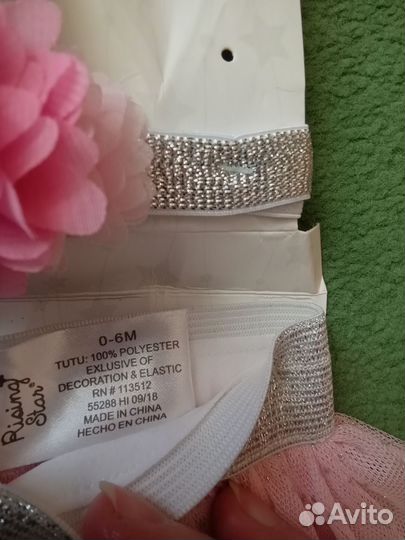 0-6M
TUTU: 100% POLYESTER
EXLUSIVE OF
DECORATION & ELASTIC
RN # 113512
55288 HI 09/18
MADE IN CHINA
HECHO EN CHINA
Rising
Star
Avito